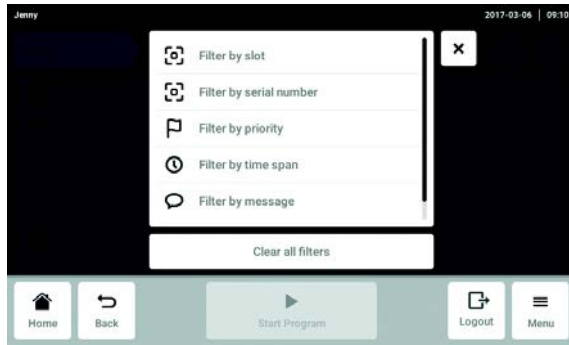 Jenny
2017-03-06 | 09:10
Filter by slot
Filter by serial number
Filter by priority
Filter by time span
Filter by message
Clear all filters
Home
Back
Start Program
Logout
Menu